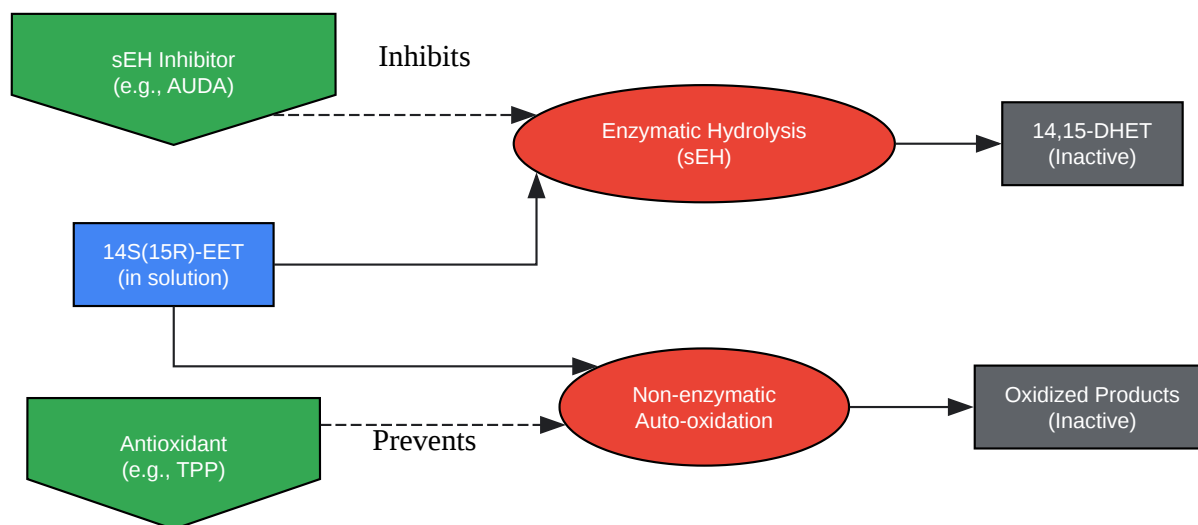 sEH Inhibitor
(e.g., AUDA)
Inhibits
Enzymatic Hydrolysis
(sEH)
14,15-DHET
(Inactive)
14S(15R)-EET
(in solution)
Non-enzymatic
Auto-oxidation
Oxidized Products
(Inactive)
Antioxidant
(e.g., TPP)
Prevents